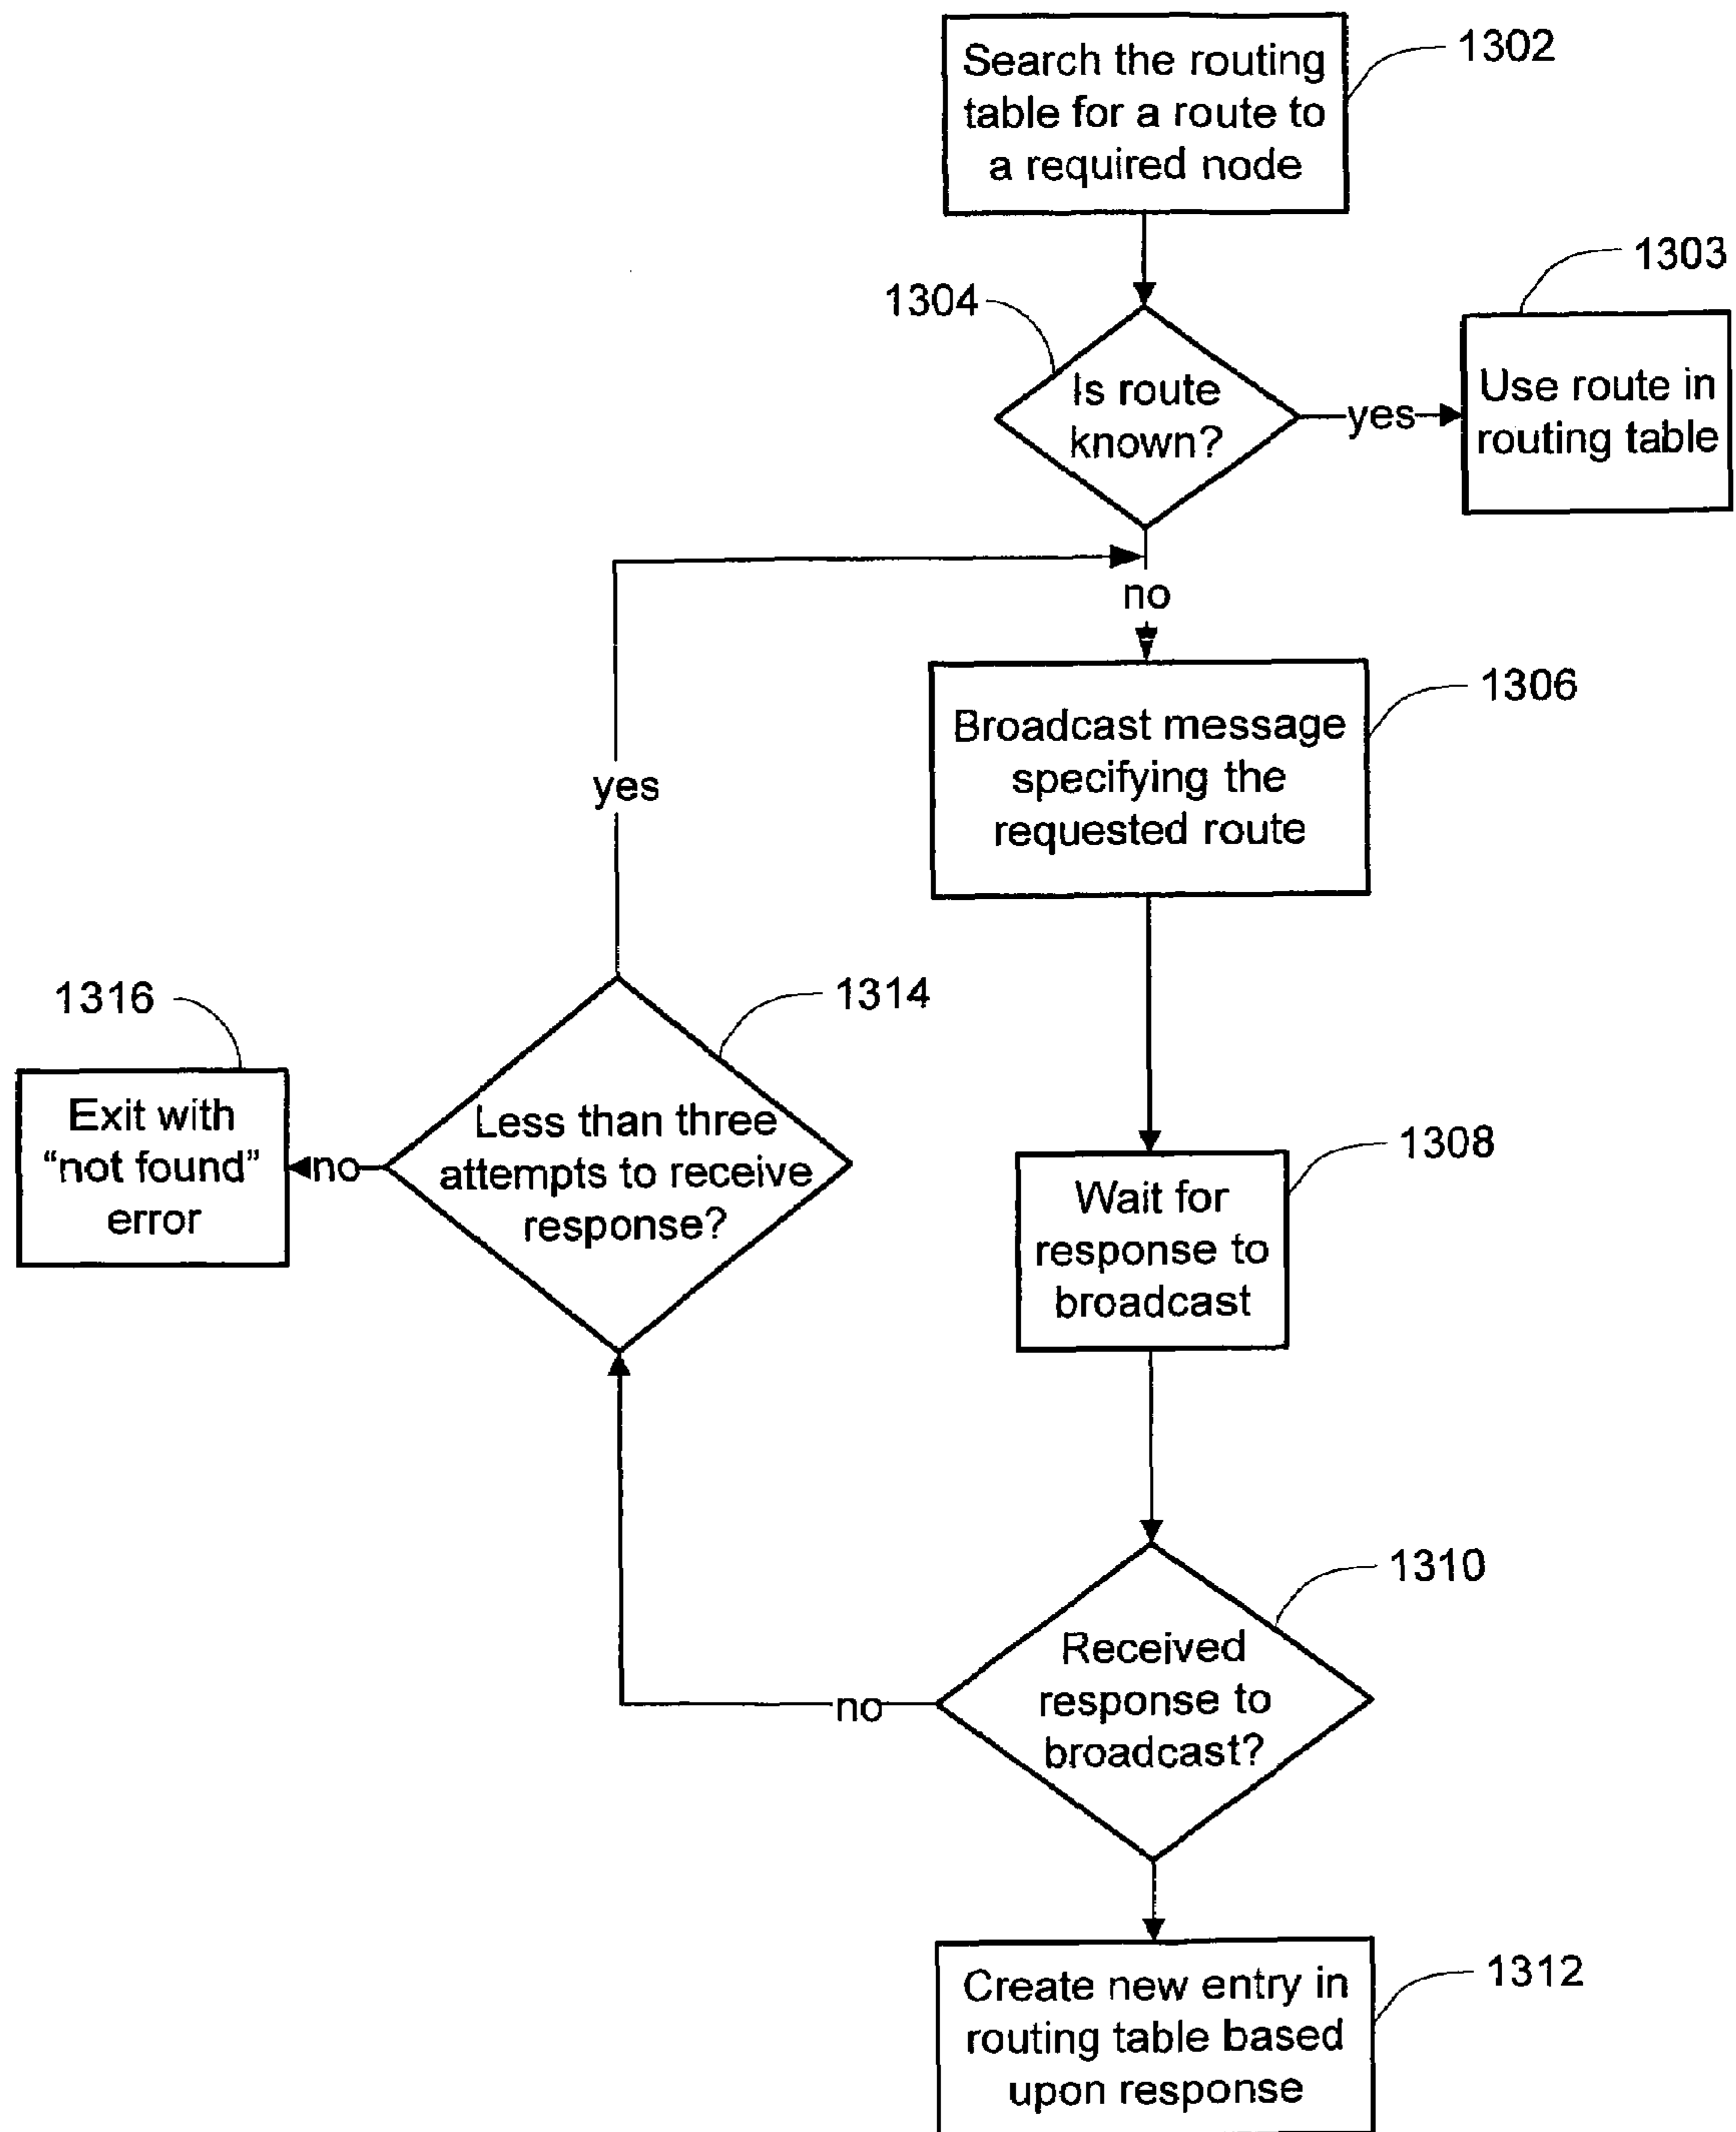 Search the routing
table for a route to
a required node
1302
1303
1304
Is route
known?
yes
Use route in
routing table
no
1306
Broadcast message
specifying the
requested route
yes
1316
1314
Exit with
“not found”
error
no
Less than three
attempts to receive
response?
1308
Wait for
response to
broadcast
1310
Received
response to
broadcast?
no
1312
Create new entry in
routing table based
upon response